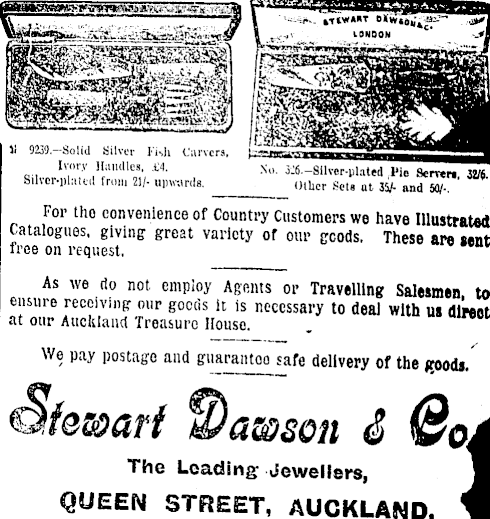 STEWART DAWSON & Co.
LONDON
9239.—Solid Silver Fish Carvers,
Ivory Handles, £4.
Silver-plated from 21/- upwards.
No. 326.—Silver-plated Pie Servers, 32/6.
Other Sets at 35/- and 50/-.
For the convenience of Country Customers we have Illustrated
Catalogues, giving great variety of our goods. These are sent
free on request.
As we do not employ Agents or Travelling Salesmen, to
ensure receiving our goods it is necessary to deal with us direct
at our Auckland Treasure House.
We pay postage and guarantee safe delivery of the goods.
Stewart Dawson & Co.
The Leading Jewellers,
QUEEN STREET, AUCKLAND.